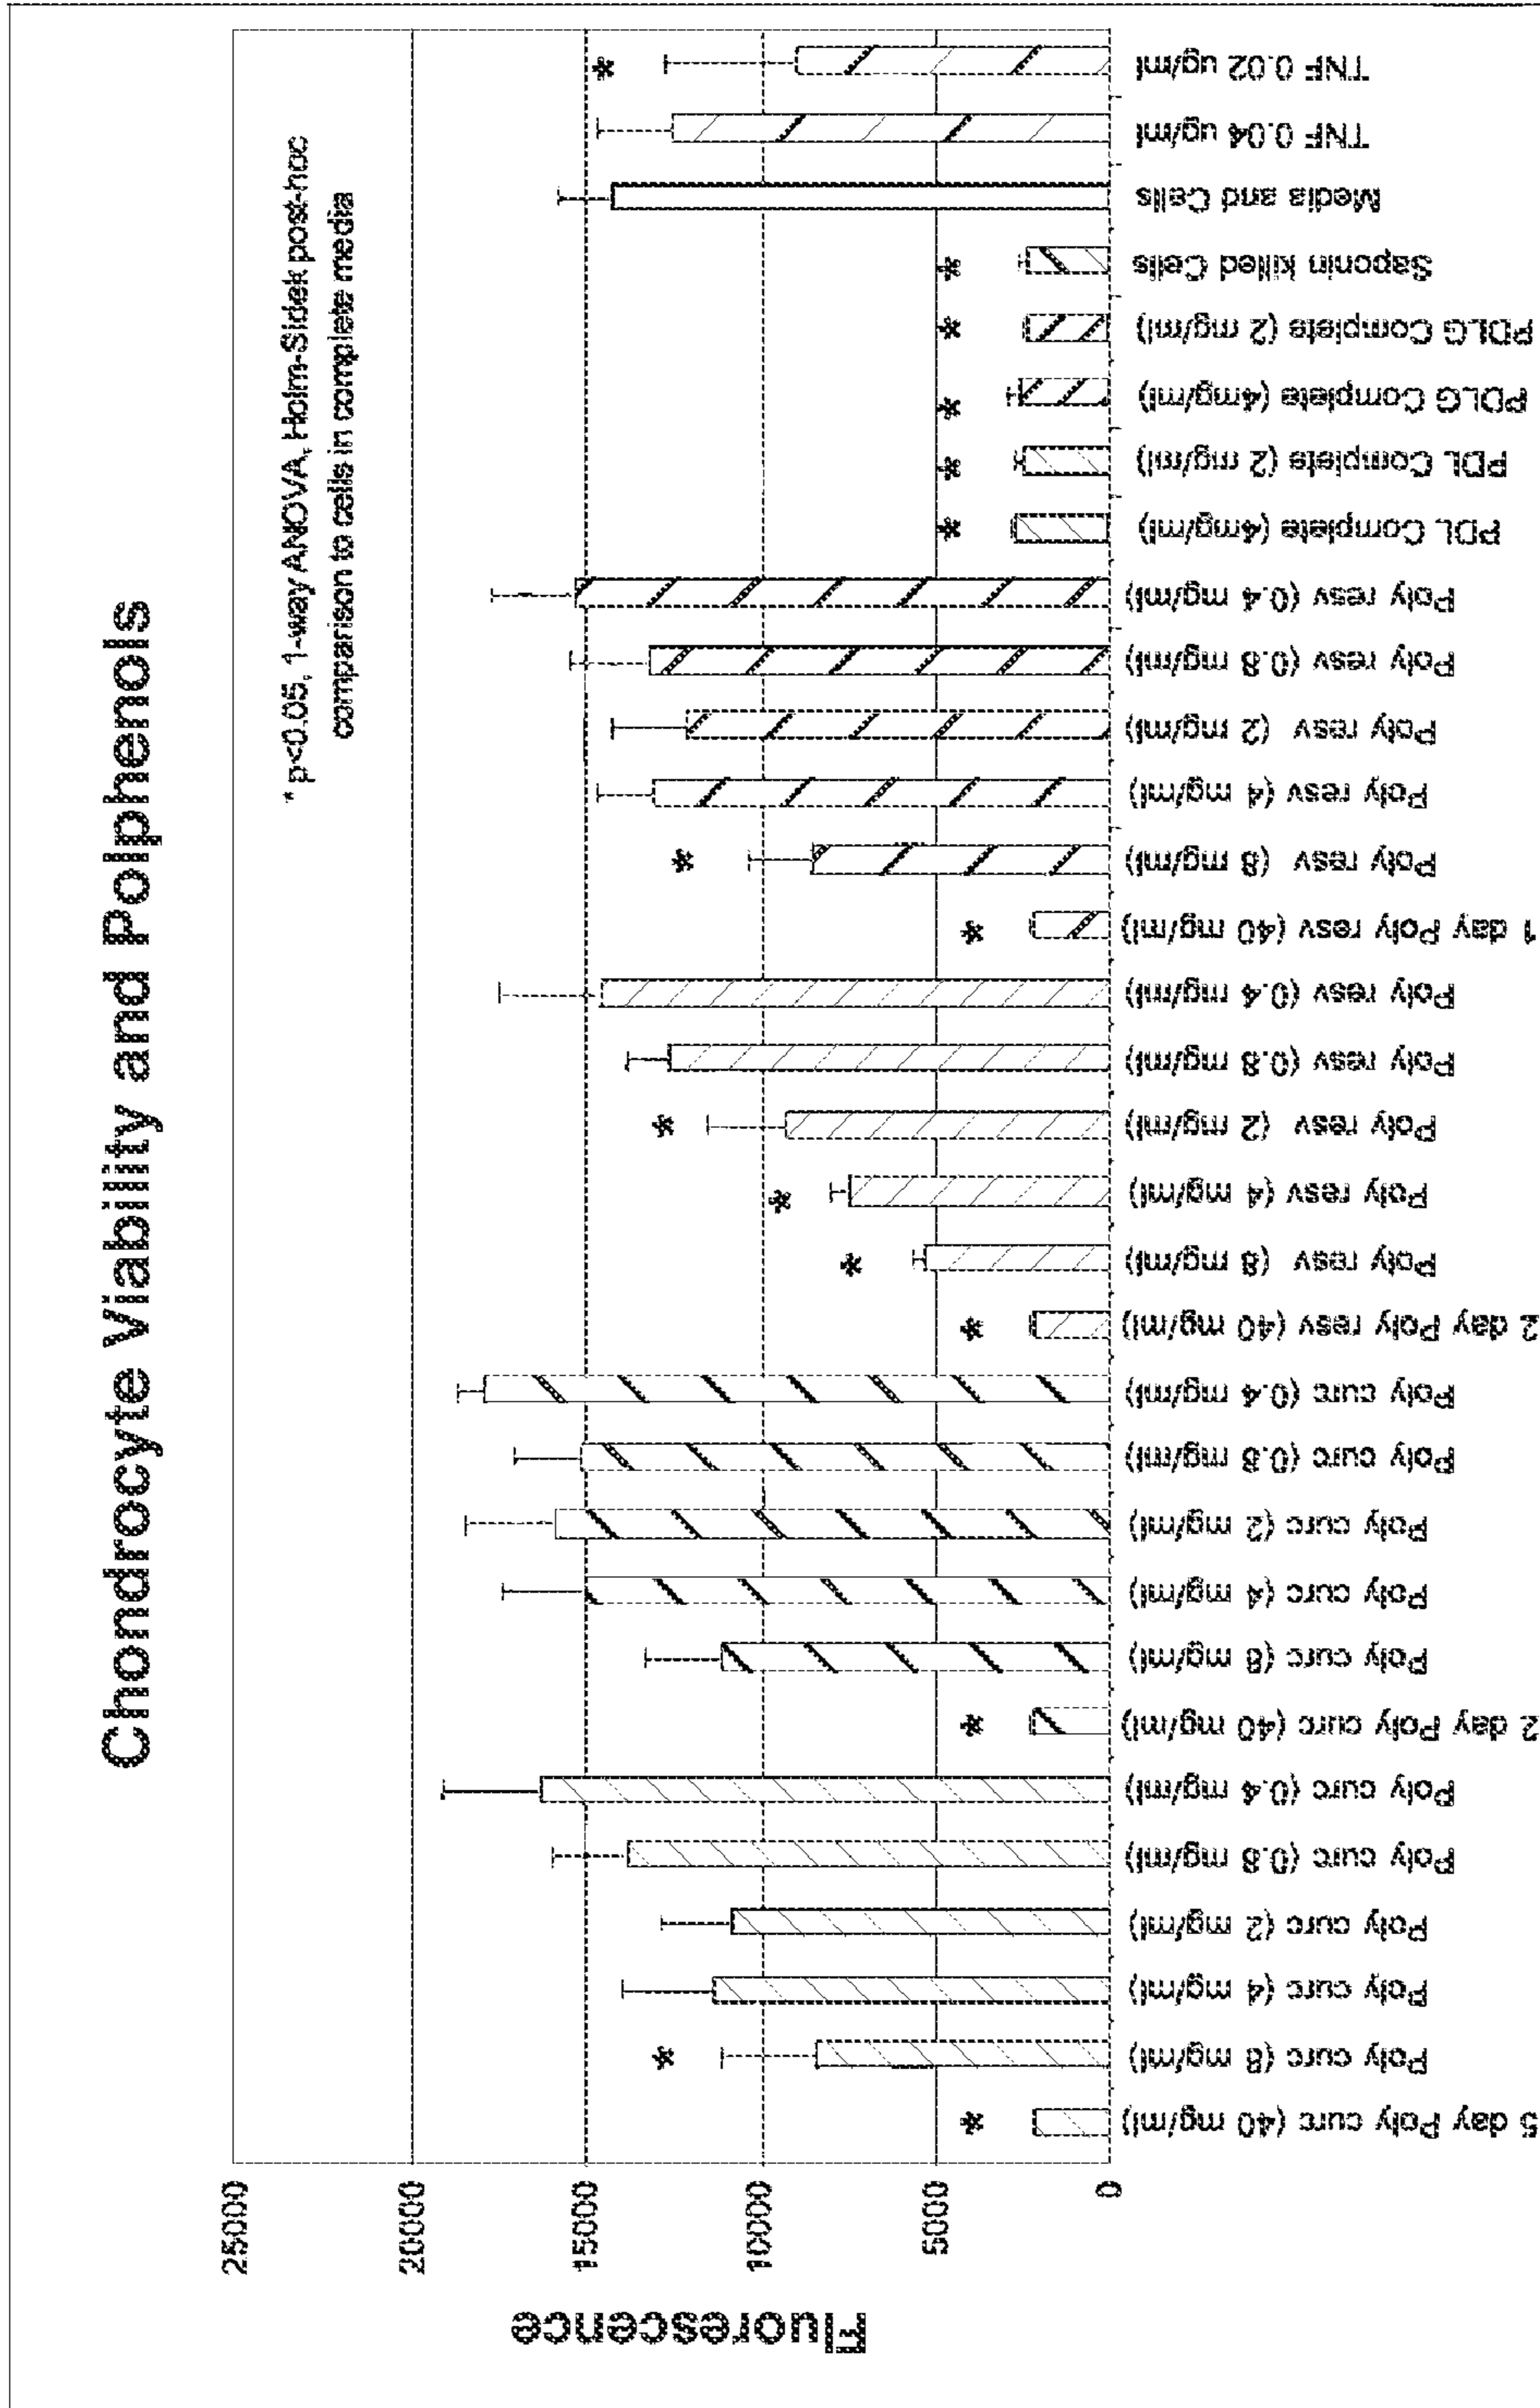 Chondrocyte Viability and Polphenols
* p<0.05, 1-way ANOVA, Holm-Sidak post-hoc
comparison to cells in complete media
Fluorescence
25000
20000
15000
10000
5000
0
5 day Poly curc (40 mg/ml)
Poly curc (8 mg/ml)
Poly curc (4 mg/ml)
Poly curc (2 mg/ml)
Poly curc (0.8 mg/ml)
Poly curc (0.4 mg/ml)
2 day Poly curc (40 mg/ml)
Poly curc (8 mg/ml)
Poly curc (4 mg/ml)
Poly curc (2 mg/ml)
Poly curc (0.8 mg/ml)
Poly curc (0.4 mg/ml)
2 day Poly resv (40 mg/ml)
Poly resv (8 mg/ml)
Poly resv (4 mg/ml)
Poly resv (2 mg/ml)
Poly resv (0.8 mg/ml)
Poly resv (0.4 mg/ml)
1 day Poly resv (40 mg/ml)
Poly resv (8 mg/ml)
Poly resv (4 mg/ml)
Poly resv (2 mg/ml)
Poly resv (0.8 mg/ml)
Poly resv (0.4 mg/ml)
PDL Complete (4mg/ml)
PDL Complete (2 mg/ml)
PDLG Complete (4mg/ml)
PDLG Complete (2 mg/ml)
Saponin killed Cells
Media and Cells
TNF 0.04 ug/ml
TNF 0.02 ug/ml